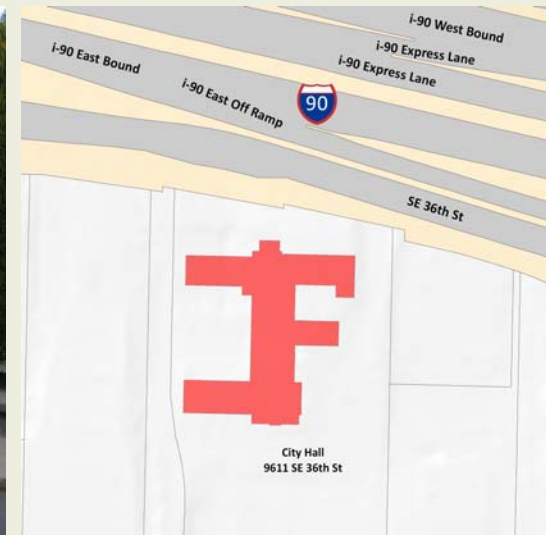 i-90 West Bound
i-90 Express Lane
i-90 Express Lane
i-90 East Bound
i-90 East Off Ramp
90
SE 36th St
City Hall
9611 SE 36th St